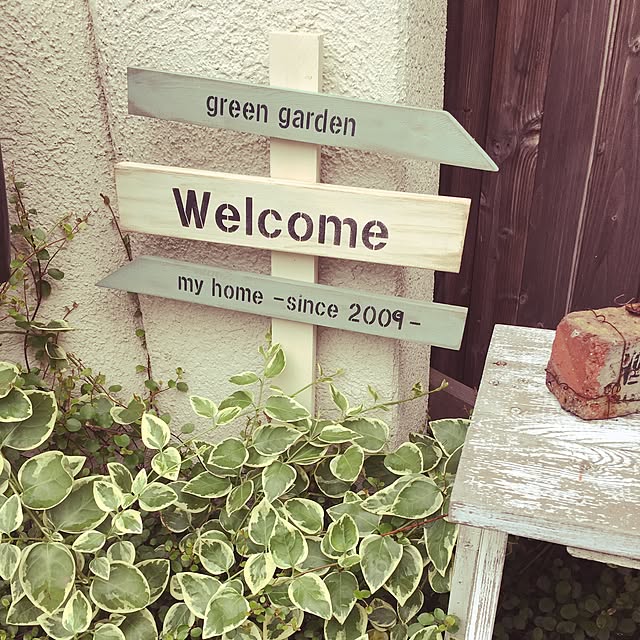 green garden
Welcome
my home -since 2009-